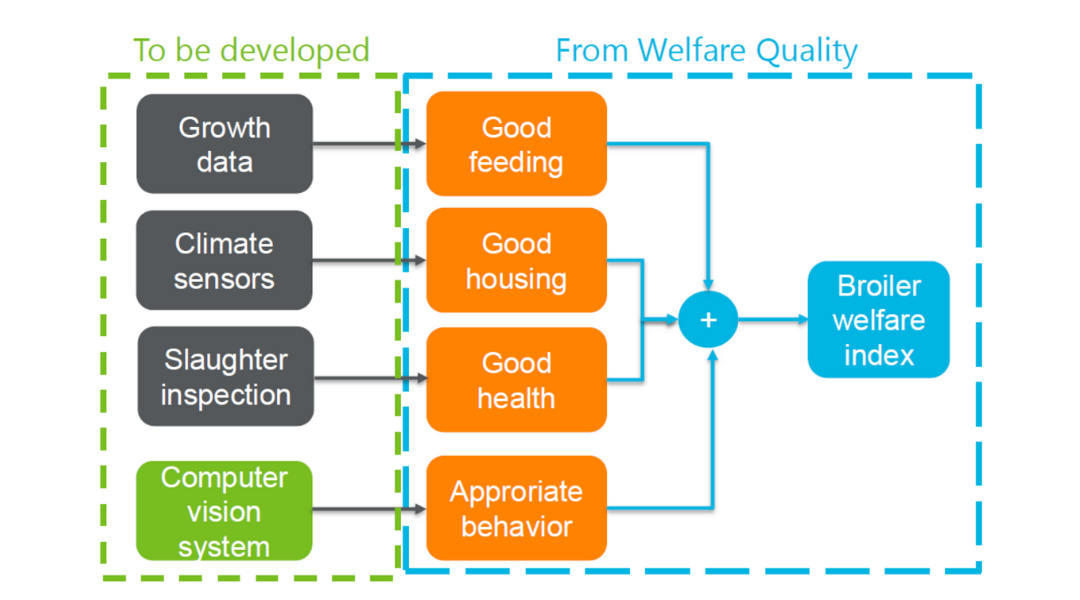 To be developed
From Welfare Quality
Growth
data
Good
feeding
Climate
sensors
Good
housing
Slaughter
inspection
Good
health
Computer
vision
system
Approriate
behavior
+
Broiler
welfare
index